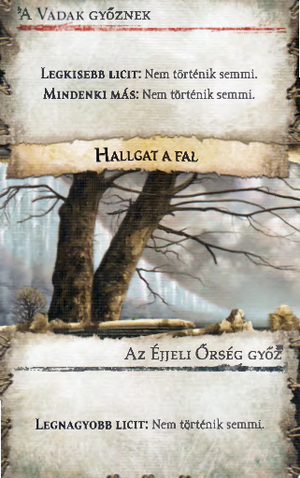 A Vadak győznek
Legkisebb licit: Nem történik semmi.
Mindenki más: Nem történik semmi.
Hallgat a fal
Az Éjjeli Őrség győz
Legnagyobb licit: Nem történik semmi.